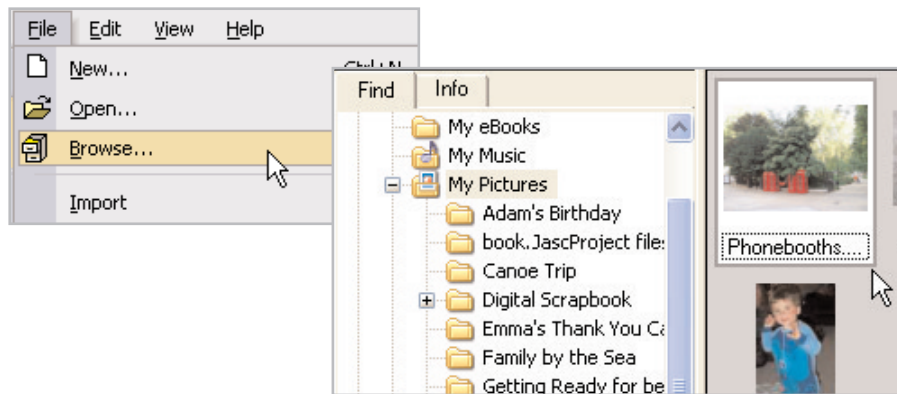 File Edit View Help
New...
Open...
Browse...
Import
Find Info
My eBooks
My Music
My Pictures
Adam's Birthday
book.JascProject file:
Canoe Trip
Digital Scrapbook
Emma's Thank You Ca
Family by the Sea
Getting Ready for be
Phonebooths....